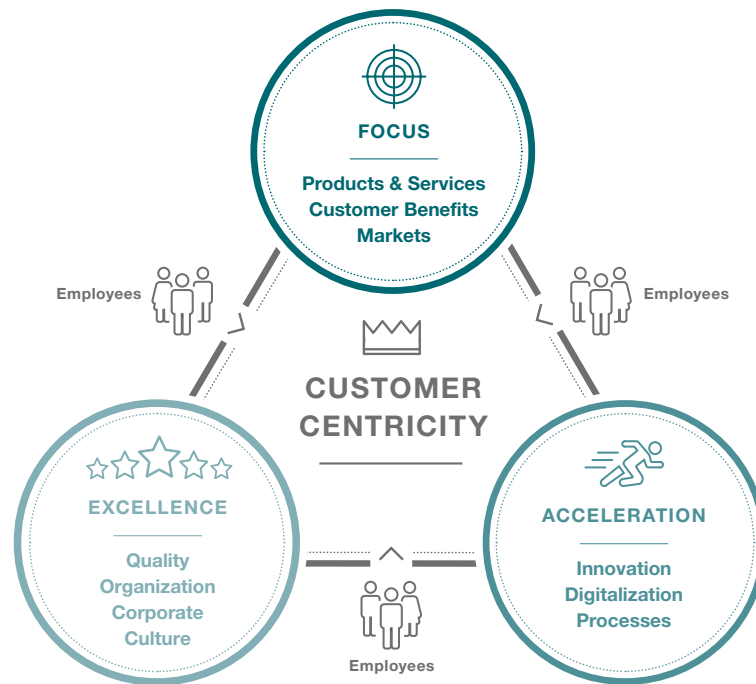 FOCUS
Products & Services
Customer Benefits
Markets
Employees
Employees
CUSTOMER
CENTRICITY
EXCELLENCE
Quality
Organization
Corporate
Culture
ACCELERATION
Innovation
Digitalization
Processes
Employees